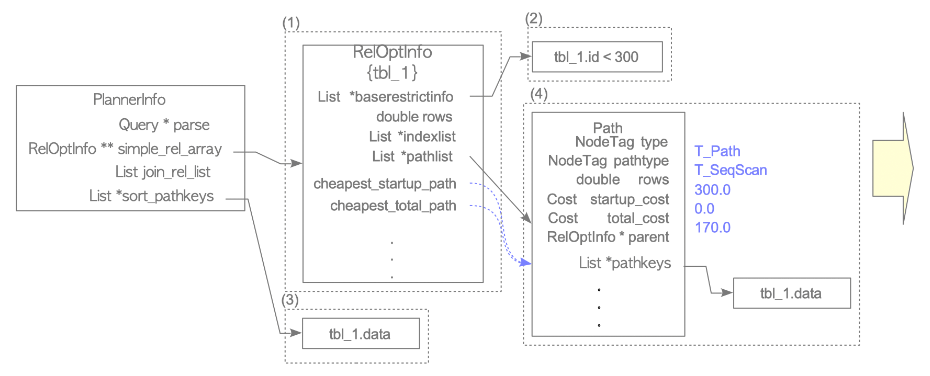 (1)
(2)
RelOptInfo
{tbl_1}
tbl_1.id < 300
List *baserestrictinfo
double rows
List *indexlist
List *pathlist
cheapest_startup_path
cheapest_total_path
.
.
.
PlannerInfo
Query * parse
RelOptInfo ** simple_rel_array
List join_rel_list
List *sort_pathkeys
(4)
Path
NodeTag type
T_Path
NodeTag pathtype
T_SeqScan
double rows
300.0
Cost startup_cost
0.0
Cost total_cost
170.0
RelOptInfo * parent
List *pathkeys
.
.
.
tbl_1.data
(3)
tbl_1.data